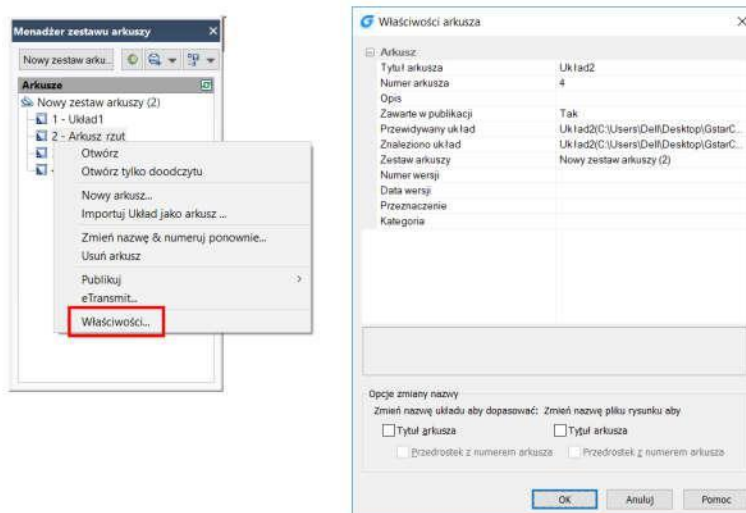 Menadżer zestawu arkuszy
Nowy zestaw arku...
Arkusze
Nowy zestaw arkuszy (2)
1 - Układ1
2 - Arkusz rzut
Otwórz
Otwórz tylko doodczytu
Nowy arkusz...
Importuj Układ jako arkusz ...
Zmień nazwę & numeruj ponownie...
Usuń arkusz
Publikuj
eTransmit...
Właściwości...
Właściwości arkusza
Arkusz
Tytuł arkusza Układ2
Numer arkusza 4
Opis
Zawarte w publikacji Tak
Przewidywany układ Układ2(C:\Users\Dell\Desktop\GstarC...
Znaleziono układ Układ2(C:\Users\Dell\Desktop\GstarC...
Zestaw arkuszy Nowy zestaw arkuszy (2)
Numer wersji
Data wersji
Przeznaczenie
Kategoria
Opcje zmiany nazwy
Zmień nazwę układu aby dopasować: Zmień nazwę pliku rysunku aby
Tytuł arkusza Tytuł arkusza
Przedrostek z numerem arkusza Przedrostek z numerem arkusza
OK Anuluj Pomoc